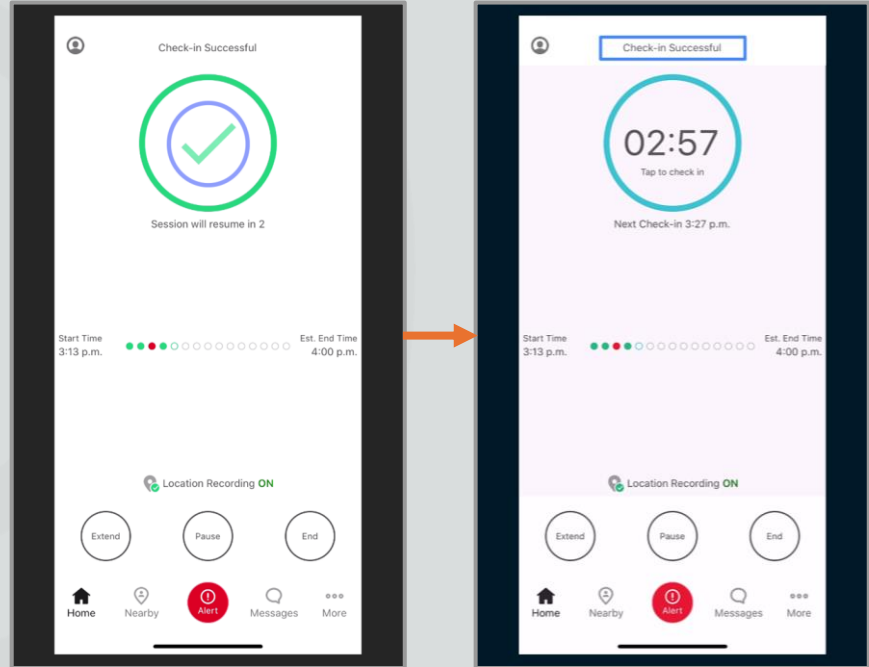 Check-in Successful
Session will resume in 2
Start Time
3:13 p.m.
Est. End Time
4:00 p.m.
Location Recording ON
Extend
Pause
End
Home
Nearby
Alert
Messages
More
Check-in Successful
02:57
Tap to check in
Next Check-in 3:27 p.m.
Start Time
3:13 p.m.
Est. End Time
4:00 p.m.
Location Recording ON
Extend
Pause
End
Home
Nearby
Alert
Messages
More